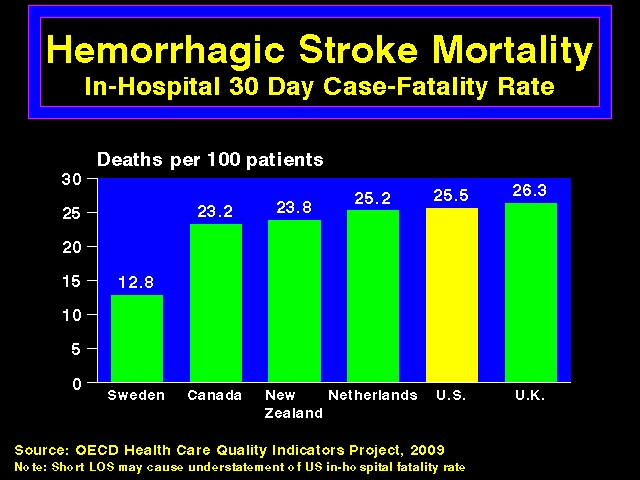 Hemorrhagic Stroke Mortality
In-Hospital 30 Day Case-Fatality Rate
Deaths per 100 patients
30
25
20
15
10
5
0
12.8
23.2
23.8
25.2
25.5
26.3
Sweden
Canada
New
Zealand
Netherlands
U.S.
U.K.
Source: OECD Health Care Quality Indicators Project, 2009
Note: Short LOS may cause understatement of US in-hospital fatality rate